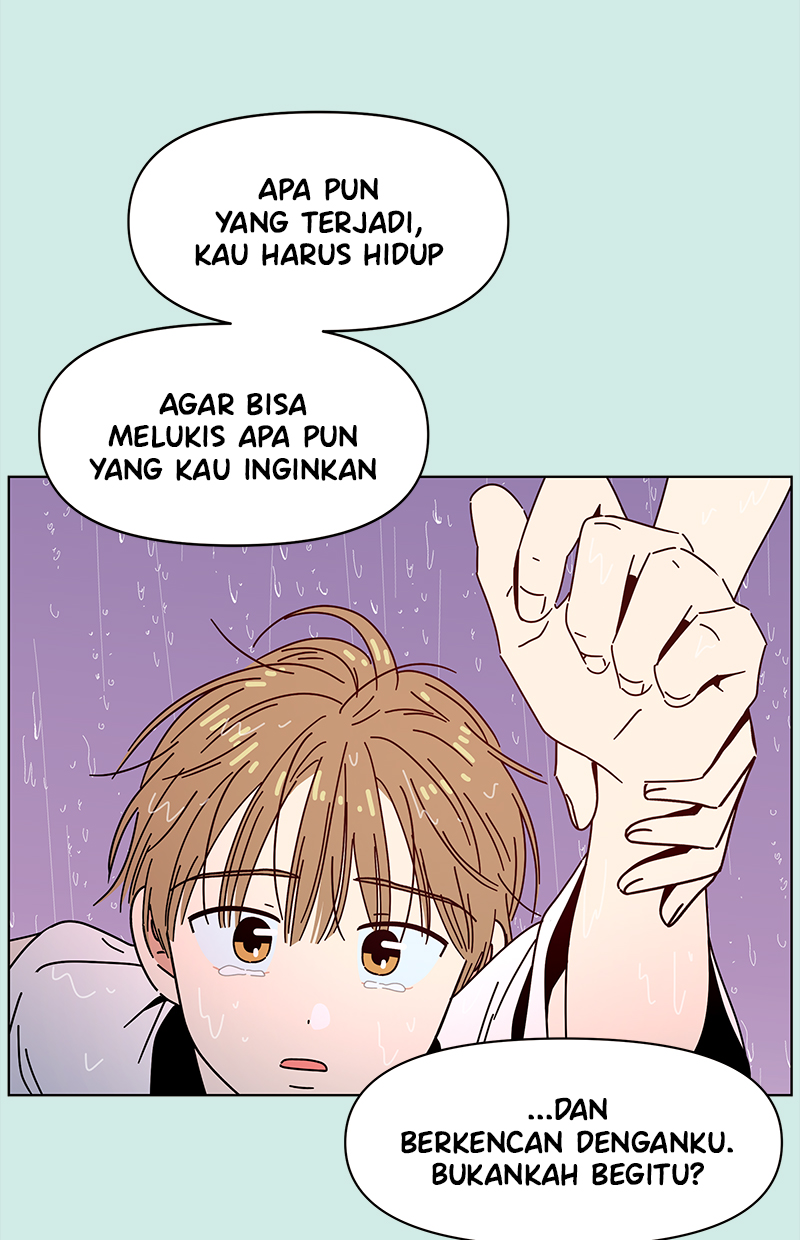 APA PUN
YANG TERJADI,
KAU HARUS HIDUP
AGAR BISA
MELUKIS APA PUN
YANG KAU INGINKAN
...DAN
BERKENCAN DENGANKU.
BUKANKAH BEGITU?